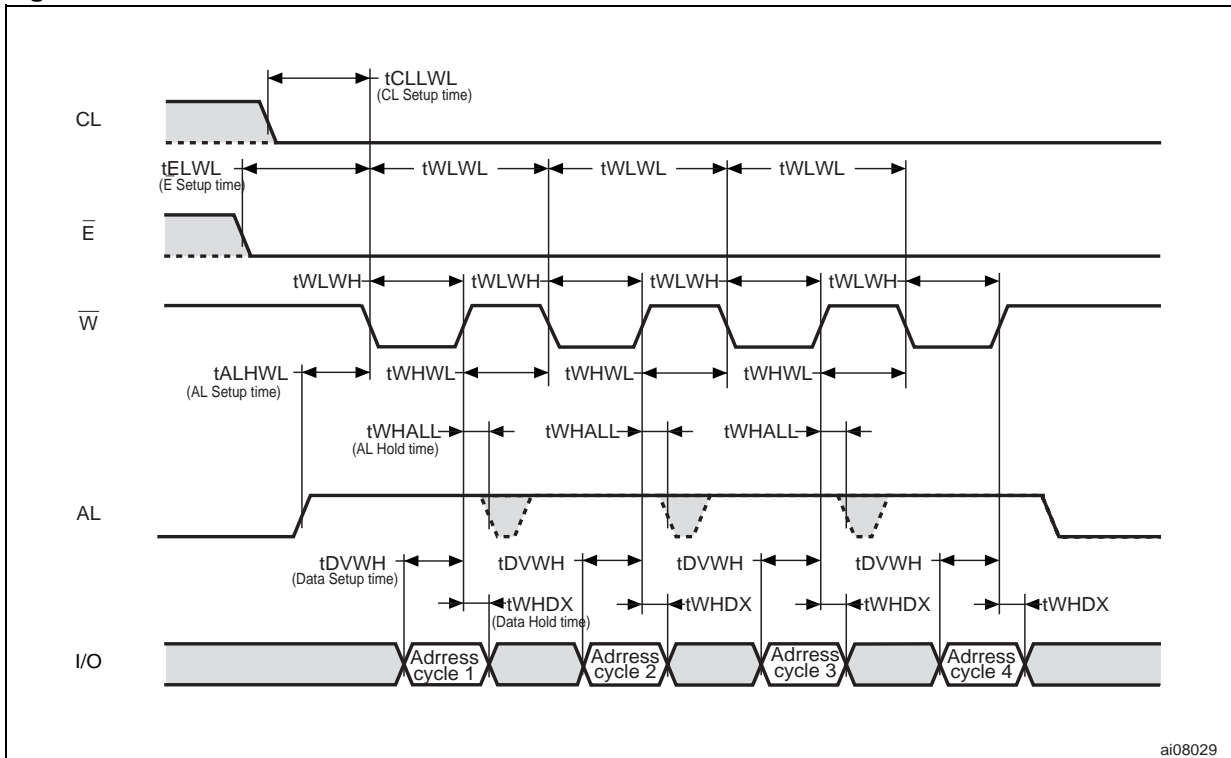 tCLLWL
(CL Setup time)
CL
tELWL
(E Setup time)
tWLWL
tWLWL
tWLWL
E
tWLWH
tWLWH
tWLWH
tWLWH
W
tALHWL
(AL Setup time)
tWHWL
tWHWL
tWHWL
tWHALL
(AL Hold time)
tWHALL
tWHALL
AL
tDVWH
(Data Setup time)
tDVWH
tDVWH
tDVWH
tWHDX
(Data Hold time)
tWHDX
tWHDX
tWHDX
I/O
Adrress
cycle 1
Adrress
cycle 2
Adrress
cycle 3
Adrress
cycle 4
ai08029